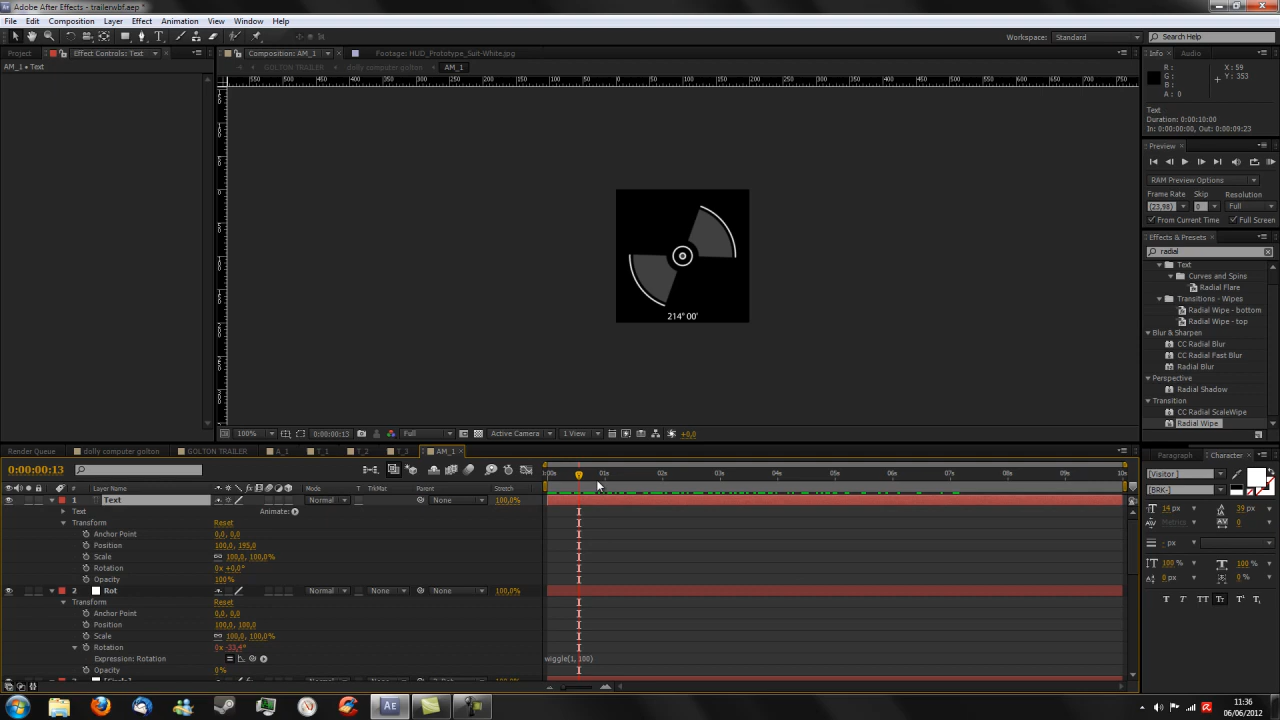 Adobe After Effects - trailerwbf.aep *
File Edit Composition Layer Effect Animation View Window Help
Workspace: Standard
Search Help
Project Effect Controls: Text
Composition: AM_1
Footage: HUD_Prototype_Suit-White.jpg
Info Audio
AM_1 • Text
GOLTON TRAILER dolly computer golton AM_1
R: X: 59
G: Y: 353
B:
A: 0
Text
Duration: 0:00:10:00
In: 0:00:00:00, Out: 0:00:09:23
Preview
RAM Preview Options
Frame Rate Skip Resolution
(23,98) 0 Full
From Current Time Full Screen
Effects & Presets
radial
Text
Curves and Spins
Radial Flare
Transitions - Wipes
Radial Wipe - bottom
Radial Wipe - top
Blur & Sharpen
CC Radial Blur
CC Radial Fast Blur
Radial Blur
Perspective
Radial Shadow
Transition
CC Radial ScaleWipe
Radial Wipe
214° 00'
100% 0:00:00:13 Full Active Camera 1 View +0,0
Render Queue dolly computer golton GOLTON TRAILER A_1 T_1 T_2 T_3 AM_1
Paragraph Character
0:00:00:13
:00s 01s 02s 03s 04s 05s 06s 07s 08s 09s 10s
[Visitor]
[BRK-]
# Layer Name Mode T TrkMat Parent Stretch
1 Text Normal None 100,0%
Text Animate:
Transform Reset
Anchor Point 0,0, 0,0
Position 100,0, 195,0
Scale 100,0, 100,0%
Rotation 0x +0,0°
Opacity 100%
2 Rot Normal None None 100,0%
Transform Reset
Anchor Point 0,0, 0,0
Position 100,0, 100,0
Scale 100,0, 100,0%
Rotation 0x -33,4°
Expression: Rotation wiggle(1, 100)
Opacity 0%
14 px 39 px
Metrics 0
- px
100% 100%
0 px 0%
T T TT Tr T¹ T₁
11:36
06/06/2012